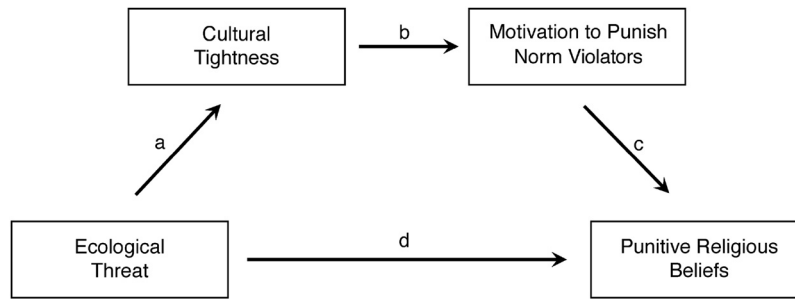 Cultural
Tightness
b
Motivation to Punish
Norm Violators
a
c
Ecological
Threat
d
Punitive Religious
Beliefs